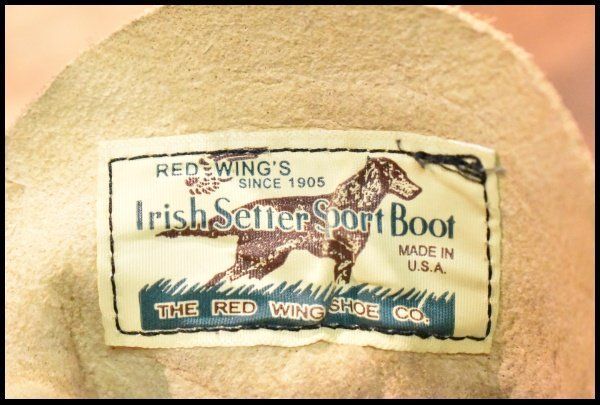 RED WING'S
SINCE 1905
Irish Setter Sport Boot
MADE IN
U.S.A.
THE RED WING SHOE CO.